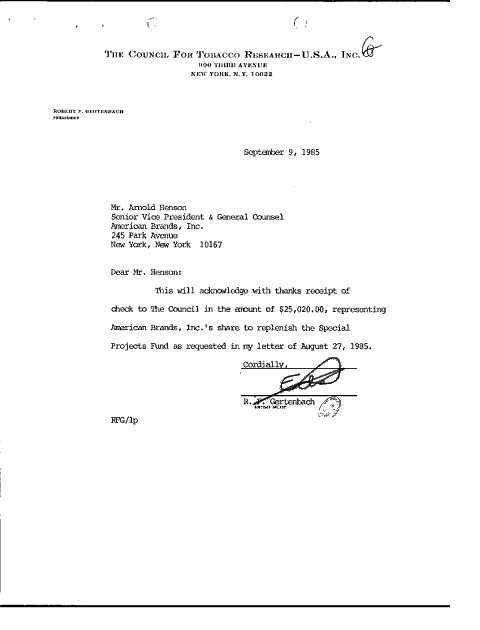 THE COUNCIL FOR TOBACCO RESEARCH—U.S.A., INC.
900 THIRD AVENUE
NEW YORK, N. Y. 10022
ROBERT F. GERTENBACH
PRESIDENT
September 9, 1985
Mr. Arnold Henson
Senior Vice President & General Counsel
American Brands, Inc.
245 Park Avenue
New York, New York 10167
Dear Mr. Henson:
This will acknowledge with thanks receipt of
check to The Council in the amount of $25,020.00, representing
American Brands, Inc.'s share to replenish the Special
Projects Fund as requested in my letter of August 27, 1985.
Cordially,
R. F. Gertenbach
RFG/lp